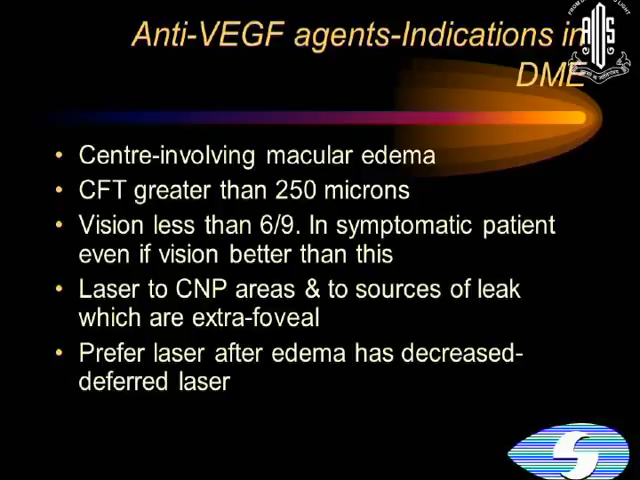 Anti-VEGF agents-Indications in
DME
• Centre-involving macular edema
• CFT greater than 250 microns
• Vision less than 6/9. In symptomatic patient
even if vision better than this
• Laser to CNP areas & to sources of leak
which are extra-foveal
• Prefer laser after edema has decreased-
deferred laser